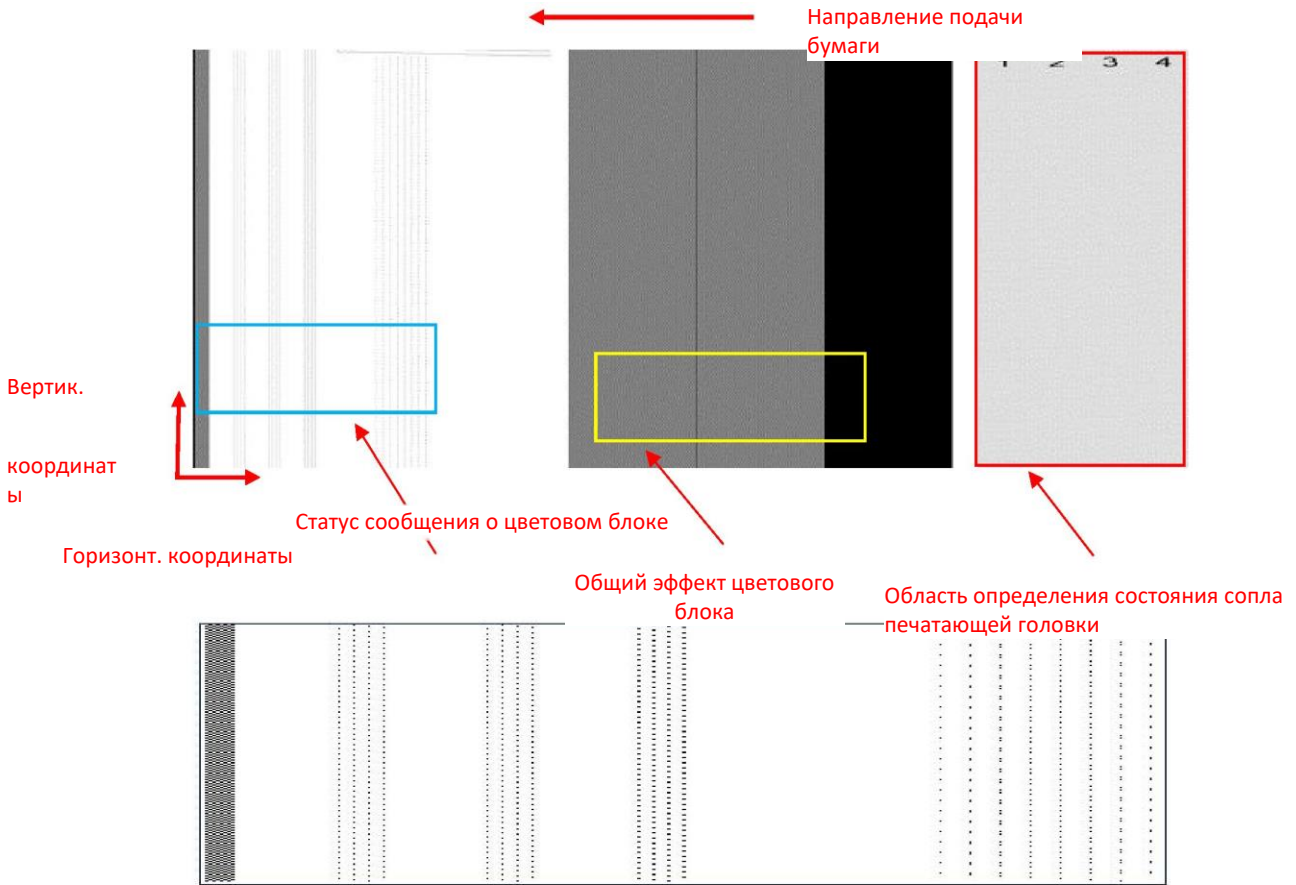 Направление подачи
бумаги
1 2 3 4
Вертик.
координат
ы
Статус сообщения о цветовом блоке
Горизонт. координаты
Общий эффект цветового
блока
Область определения состояния сопла
печатающей головки